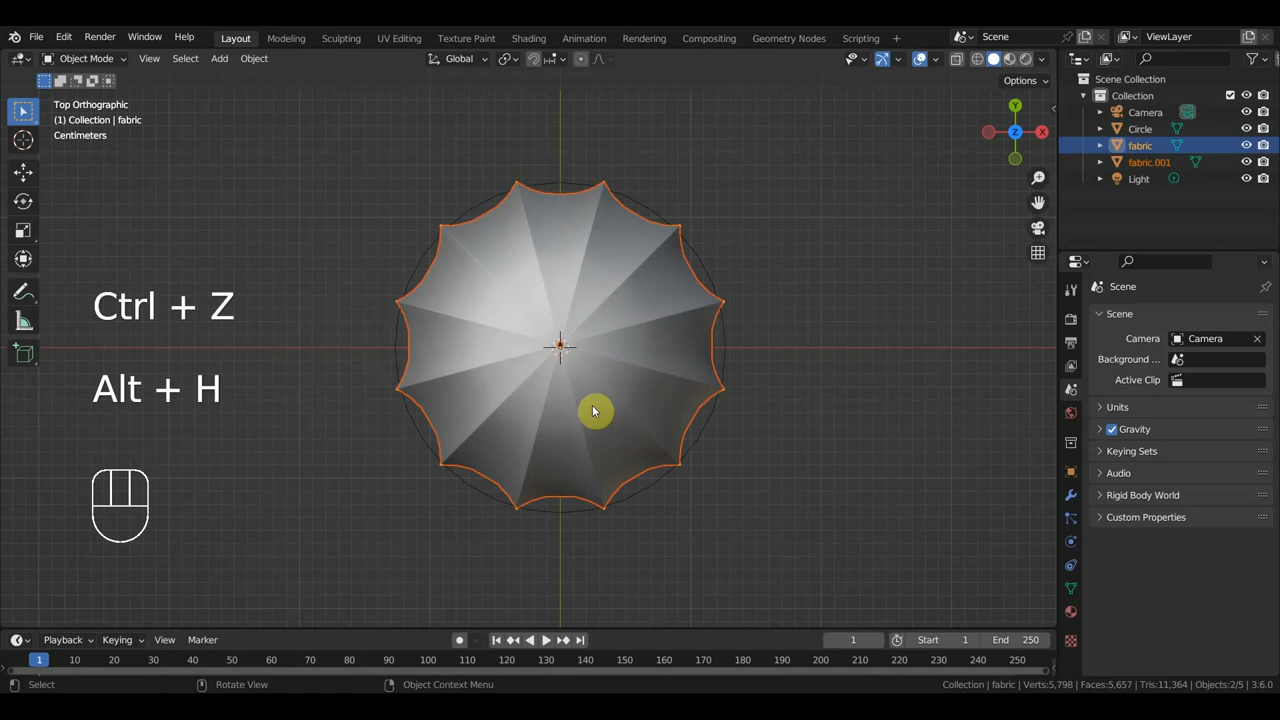 File Edit Render Window Help Layout Modeling Sculpting UV Editing Texture Paint Shading Animation Rendering Compositing Geometry Nodes Scripting + Scene ViewLayer
Object Mode View Select Add Object Global
Options
Top Orthographic
(1) Collection | fabric
Centimeters
Y
X
Z
Ctrl + Z
Alt + H
Scene Collection
Collection
Camera
Circle
fabric
fabric.001
Light
Scene
Scene
Camera Camera
Background ...
Active Clip
Units
Gravity
Keying Sets
Audio
Rigid Body World
Custom Properties
Playback Keying View Marker 1 Start 1 End 250
1 10 20 30 40 50 60 70 80 90 100 110 120 130 140 150 160 170 180 190 200 210 220 230 240 250
Select Rotate View Object Context Menu Collection | fabric | Verts:5,798 | Faces:5,657 | Tris:11,364 | Objects:2/5 | 3.6.0